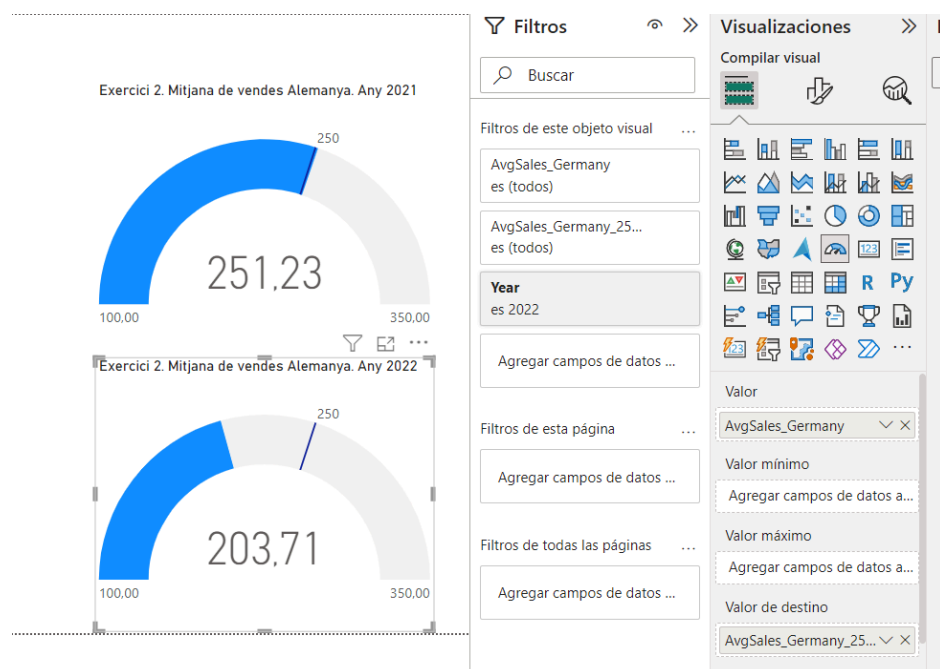 Exercici 2. Mitjana de vendes Alemanya. Any 2021
250
251,23
100,00
350,00
Exercici 2. Mitjana de vendes Alemanya. Any 2022
250
203,71
100,00
350,00
Filtros
Buscar
Filtros de este objeto visual
...
AvgSales_Germany
es (todos)
AvgSales_Germany_25...
es (todos)
Year
es 2022
Agregar campos de datos ...
Filtros de esta página
...
Agregar campos de datos ...
Filtros de todas las páginas
...
Agregar campos de datos ...
Visualizaciones
Compilar visual
123
R
Py
123
...
Valor
AvgSales_Germany
Valor mínimo
Agregar campos de datos a...
Valor máximo
Agregar campos de datos a...
Valor de destino
AvgSales_Germany_25...